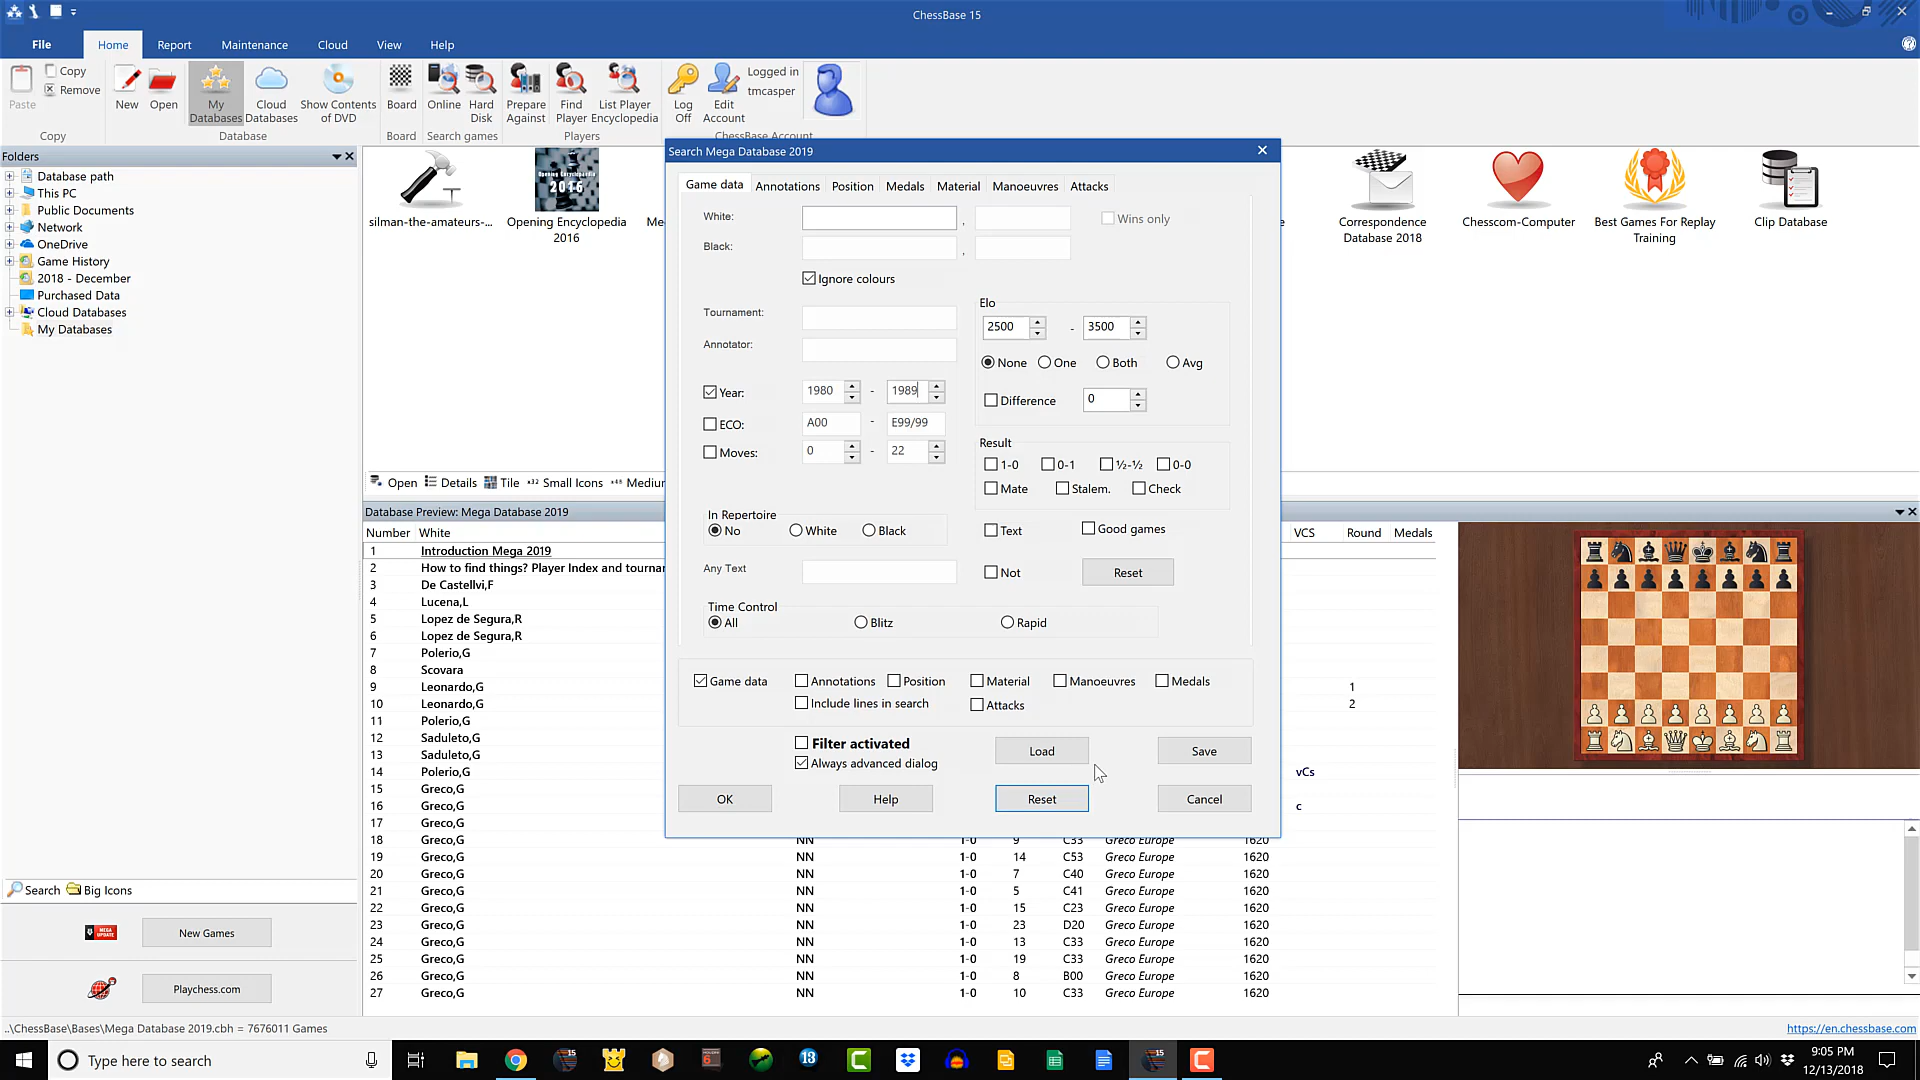 ChessBase 15
File Home Report Maintenance Cloud View Help
Paste Copy Remove New Open My Databases Cloud Databases Show Contents of DVD Board Online Hard Disk Prepare Against Find Player List Player Encyclopedia Log Off Edit Account Logged in tmcasper
Copy Database Board Search games Players ChessBase Account
Folders
Database path
This PC
Public Documents
Network
OneDrive
Game History
2018 - December
Purchased Data
Cloud Databases
My Databases
Search Big Icons
New Games
Playchess.com
silman-the-amateurs-...
Opening Encyclopedia 2016
Me
Correspondence Database 2018
Chesscom-Computer
Best Games For Replay Training
Clip Database
Open Details Tile Small Icons Medium
Search Mega Database 2019
Game data Annotations Position Medals Material Manoeuvres Attacks
White: , Wins only
Black: ,
Ignore colours
Tournament:
Annotator:
Elo
2500 - 3500
None One Both Avg
Difference 0
Year: 1980 - 1989
ECO: A00 - E99/99
Moves: 0 - 22
Result
1-0 0-1 ½-½ 0-0
Mate Stalem. Check
In Repertoire
No White Black
Text Good games
Any Text
Not Reset
Time Control
All Blitz Rapid
Game data Annotations Position Material Manoeuvres Medals
Include lines in search Attacks
Filter activated
Always advanced dialog
Load Save
OK Help Reset Cancel
Database Preview: Mega Database 2019
Number White VCS Round Medals
1 Introduction Mega 2019
2 How to find things? Player Index and tournar
3 De Castellvi,F
4 Lucena,L
5 Lopez de Segura,R
6 Lopez de Segura,R
7 Polerio,G
8 Scovara
9 Leonardo,G 1
10 Leonardo,G 2
11 Polerio,G
12 Saduleto,G
13 Saduleto,G
14 Polerio,G vCs
15 Greco,G
16 Greco,G c
17 Greco,G
18 Greco,G NN 1-0 9 C33 Greco Europe 1620
19 Greco,G NN 1-0 14 C53 Greco Europe 1620
20 Greco,G NN 1-0 7 C40 Greco Europe 1620
21 Greco,G NN 1-0 5 C41 Greco Europe 1620
22 Greco,G NN 1-0 15 C23 Greco Europe 1620
23 Greco,G NN 1-0 23 D20 Greco Europe 1620
24 Greco,G NN 1-0 13 C33 Greco Europe 1620
25 Greco,G NN 1-0 19 C33 Greco Europe 1620
26 Greco,G NN 1-0 8 B00 Greco Europe 1620
27 Greco,G NN 1-0 10 C33 Greco Europe 1620
..\ChessBase\Bases\Mega Database 2019.cbh = 7676011 Games
https://en.chessbase.com
Type here to search
9:05 PM
12/13/2018